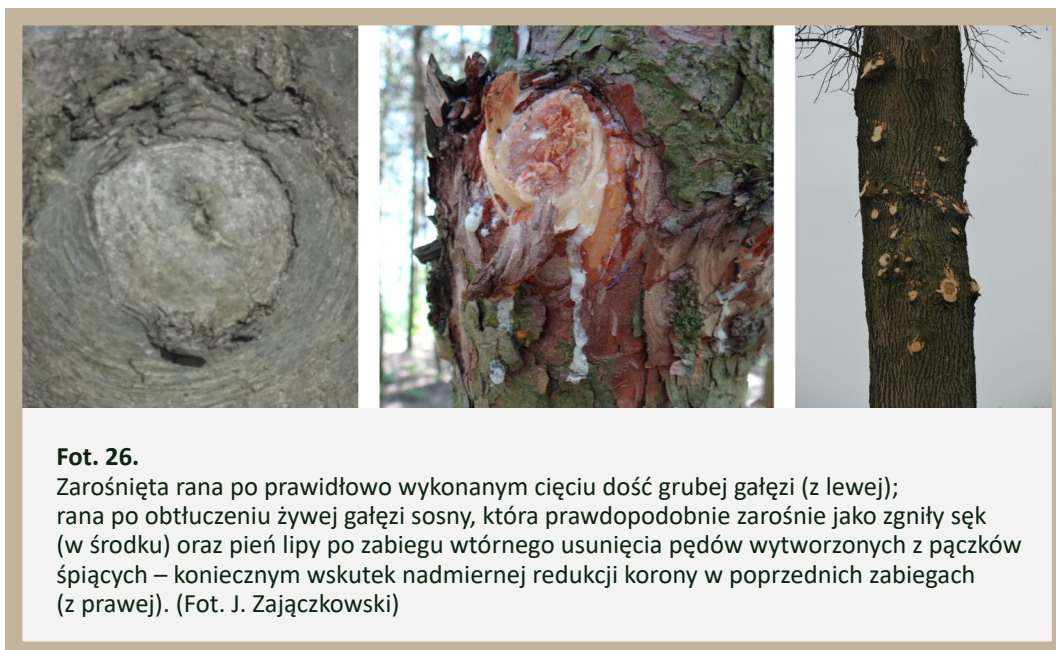 Fot. 26.
Zarośnięta rana po prawidłowo wykonanym cięciu dość grubej gałęzi (z lewej);
rana po obtłuczeniu żywej gałęzi sosny, która prawdopodobnie zarośnie jako zgniły sęk
(w środku) oraz pień lipy po zabiegu wtórnego usunięcia pędów wytworzonych z pączków
śpiących – koniecznym wskutek nadmiernej redukcji korony w poprzednich zabiegach
(z prawej). (Fot. J. Zajączkowski)